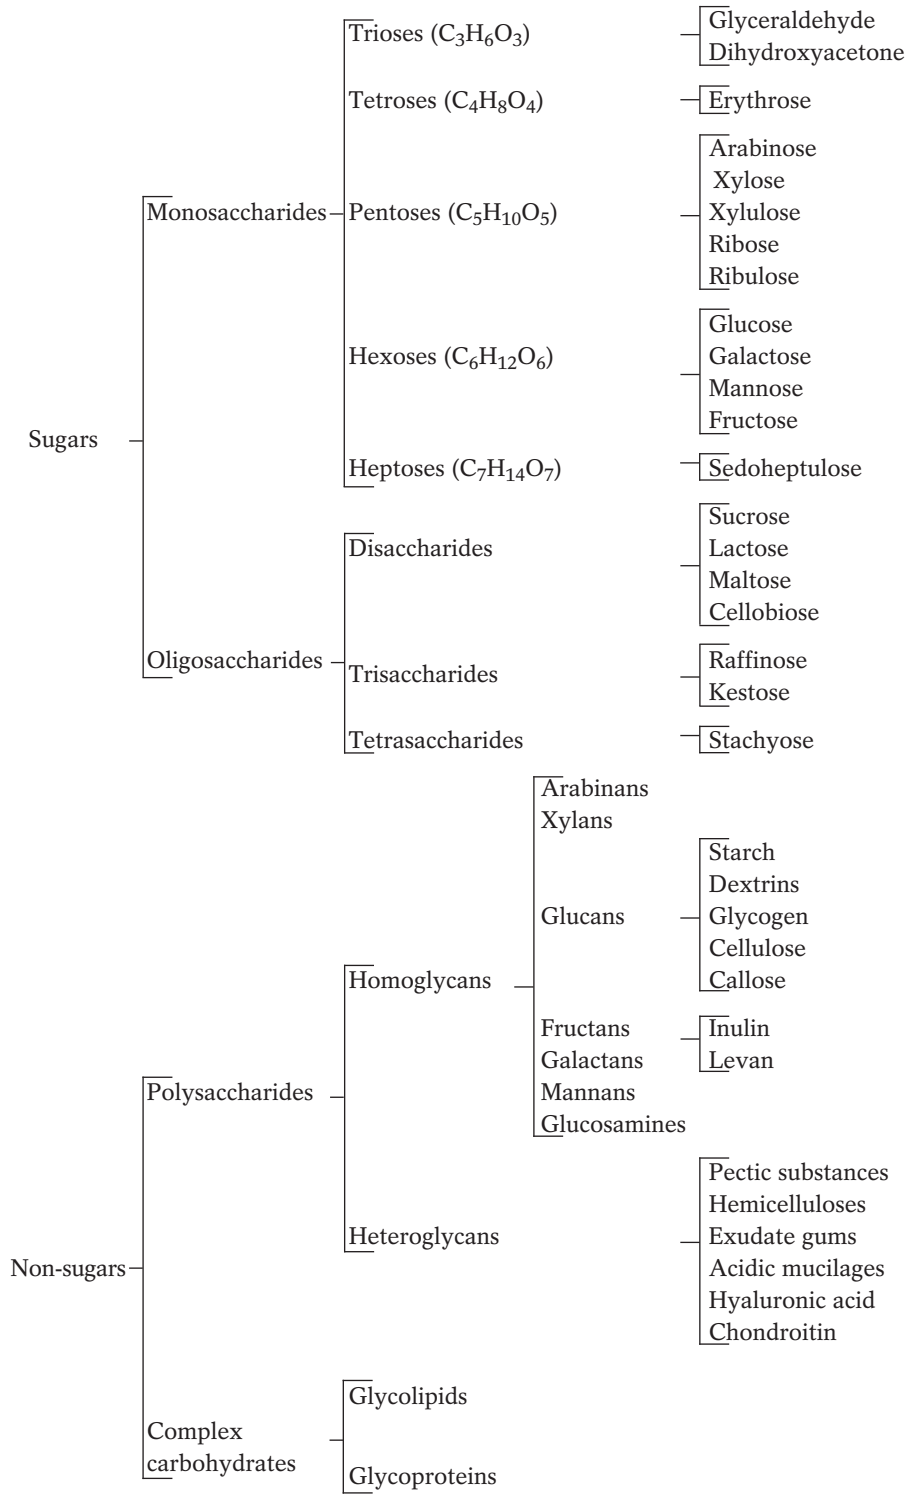 Trioses (C₃H₆O₃)
Glyceraldehyde
Dihydroxyacetone
Tetroses (C₄H₈O₄)
Erythrose
Monosaccharides
Pentoses (C₅H₁₀O₅)
Arabinose
Xylose
Xylulose
Ribose
Ribulose
Hexoses (C₆H₁₂O₆)
Glucose
Galactose
Mannose
Fructose
Sugars
Heptoses (C₇H₁₄O₇)
Sedoheptulose
Disaccharides
Sucrose
Lactose
Maltose
Cellobiose
Oligosaccharides
Trisaccharides
Raffinose
Kestose
Tetrasaccharides
Stachyose
Arabinans
Xylans
Glucans
Starch
Dextrins
Glycogen
Cellulose
Callose
Homoglycans
Fructans
Galactans
Mannans
Glucosamines
Inulin
Levan
Polysaccharides
Heteroglycans
Pectic substances
Hemicelluloses
Exudate gums
Acidic mucilages
Hyaluronic acid
Chondroitin
Non-sugars
Complex
carbohydrates
Glycolipids
Glycoproteins